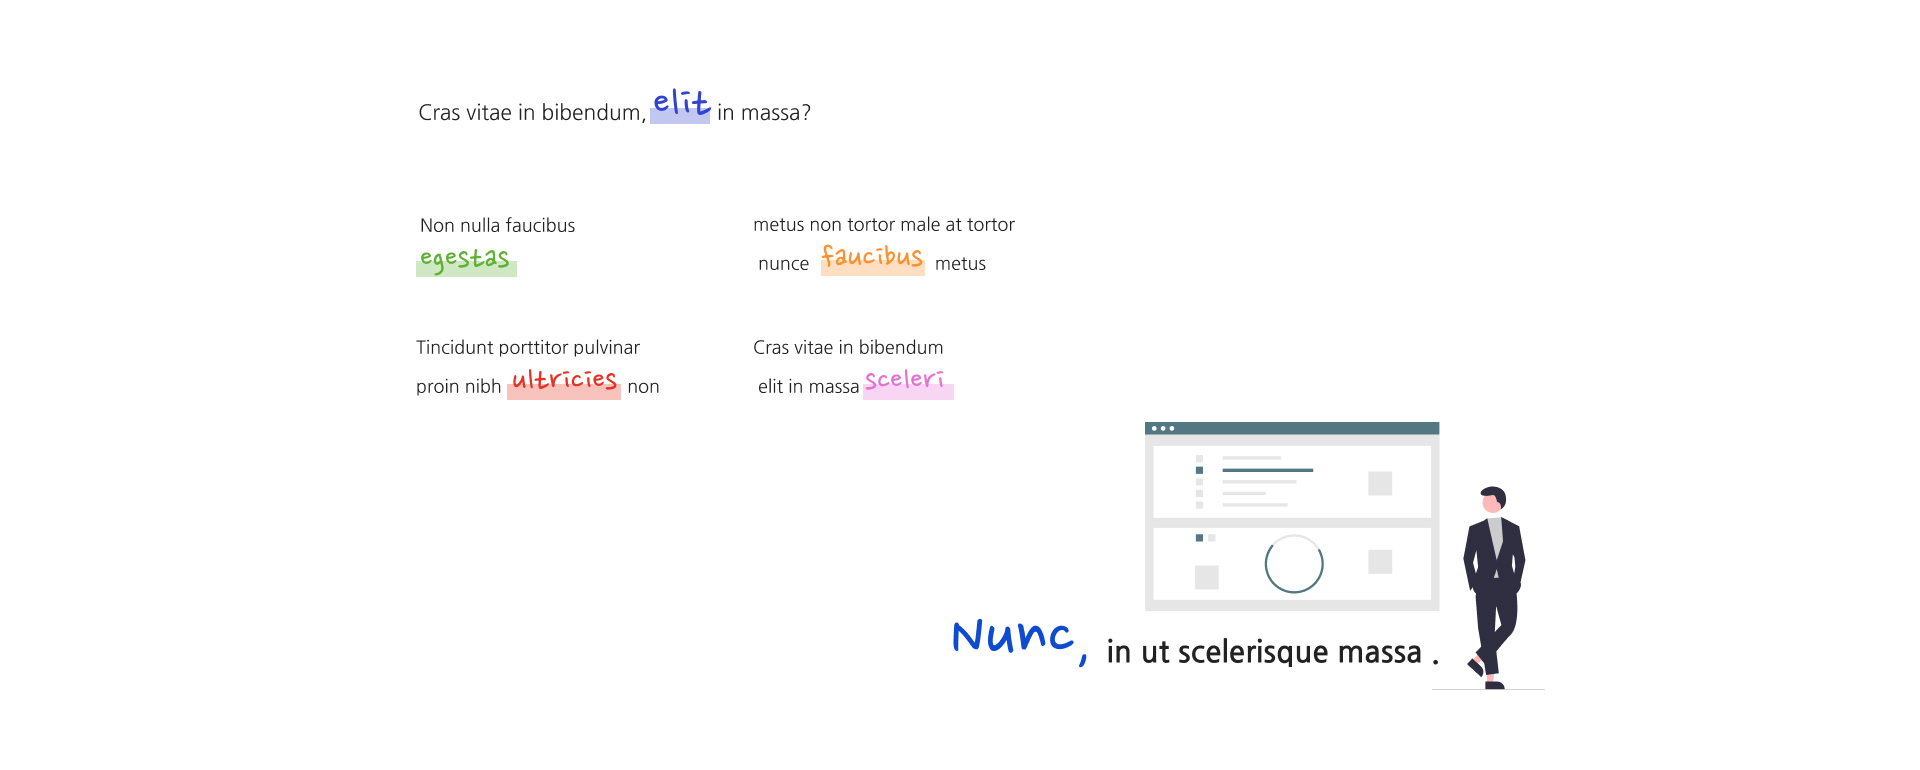 Cras vitae in bibendum, elit in massa?
Non nulla faucibus
egestas
metus non tortor male at tortor
nunce faucibus metus
Tincidunt porttitor pulvinar
proin nibh ultricies non
Cras vitae in bibendum
elit in massa sceleri
Nunc, in ut scelerisque massa .